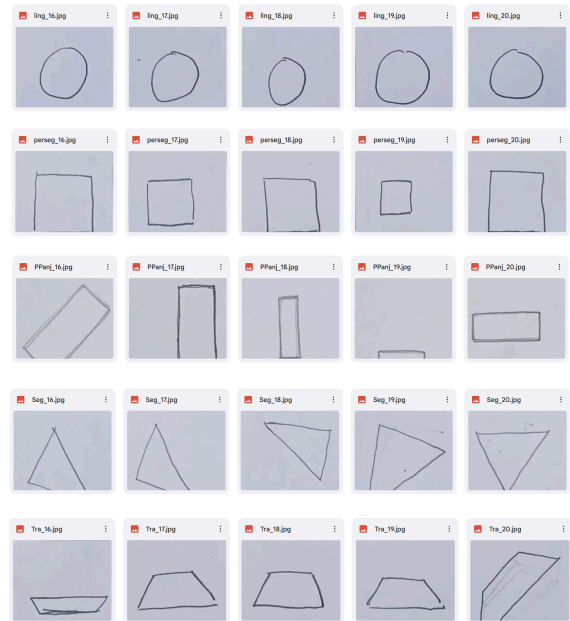 ling_16.jpg ling_17.jpg ling_18.jpg ling_19.jpg ling_20.jpg
perseg_16.jpg perseg_17.jpg perseg_18.jpg perseg_19.jpg perseg_20.jpg
PPanj_16.jpg PPanj_17.jpg PPanj_18.jpg PPanj_19.jpg PPanj_20.jpg
Seg_16.jpg Seg_17.jpg Seg_18.jpg Seg_19.jpg Seg_20.jpg
Tra_16.jpg Tra_17.jpg Tra_18.jpg Tra_19.jpg Tra_20.jpg